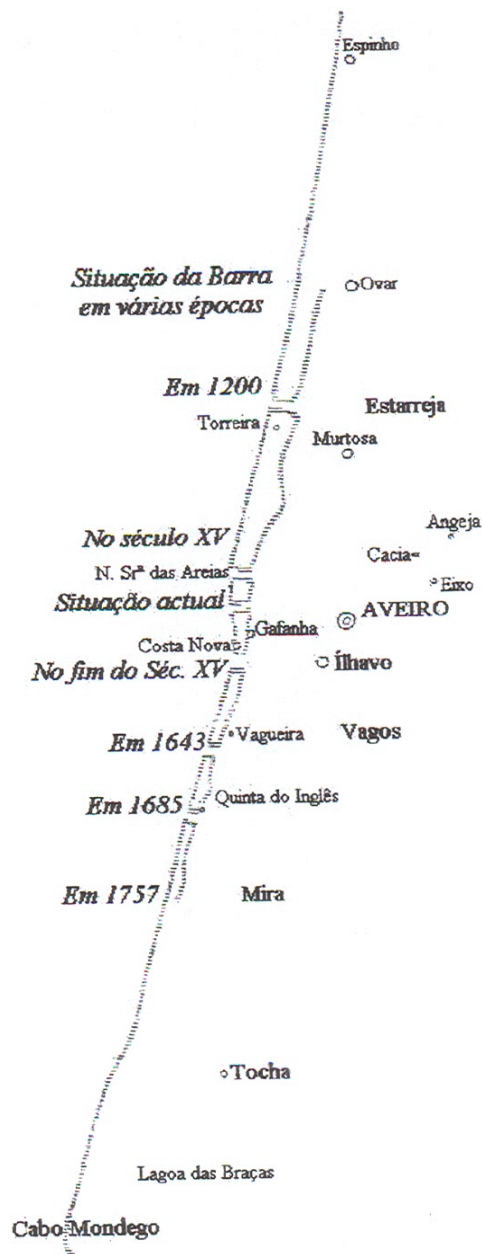 Espinho
Situação da Barra
em várias épocas
Ovar
Em 1200
Estarreja
Torreira
Murtosa
No século XV
Angeja
Cacia
N. Srª das Areias
Eixo
Situação actual
AVEIRO
Gafanha
Costa Nova
No fim do Séc. XV
Ílhavo
Em 1643
Vagueira
Vagos
Em 1685
Quinta do Inglês
Em 1757
Mira
Tocha
Lagoa das Braças
Cabo Mondego